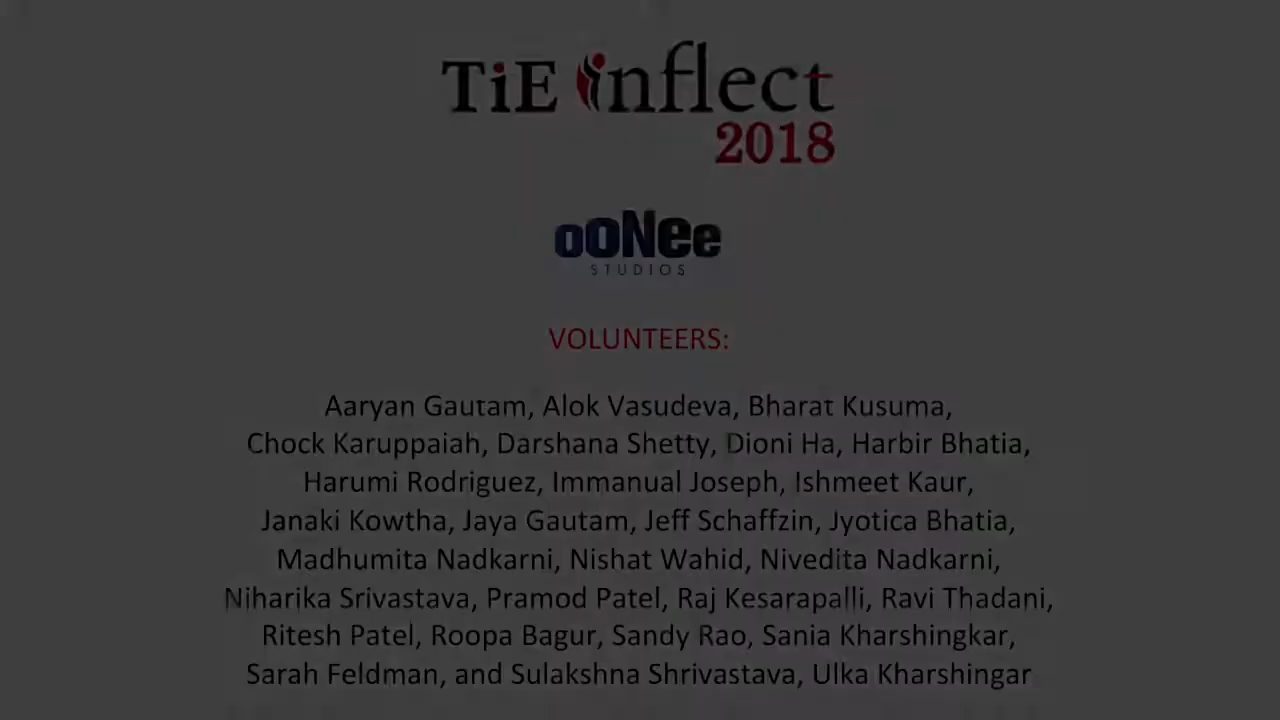 TiE inflect
2018
ooNee
STUDIOS
VOLUNTEERS:
Aaryan Gautam, Alok Vasudeva, Bharat Kusuma,
Chock Karuppaiah, Darshana Shetty, Dioni Ha, Harbir Bhatia,
Harumi Rodriguez, Immanual Joseph, Ishmeet Kaur,
Janaki Kowtha, Jaya Gautam, Jeff Schaffzin, Jyotica Bhatia,
Madhumita Nadkarni, Nishat Wahid, Nivedita Nadkarni,
Niharika Srivastava, Pramod Patel, Raj Kesarapalli, Ravi Thadani,
Ritesh Patel, Roopa Bagur, Sandy Rao, Sania Kharshingkar,
Sarah Feldman, and Sulakshna Shrivastava, Ulka Kharshingar